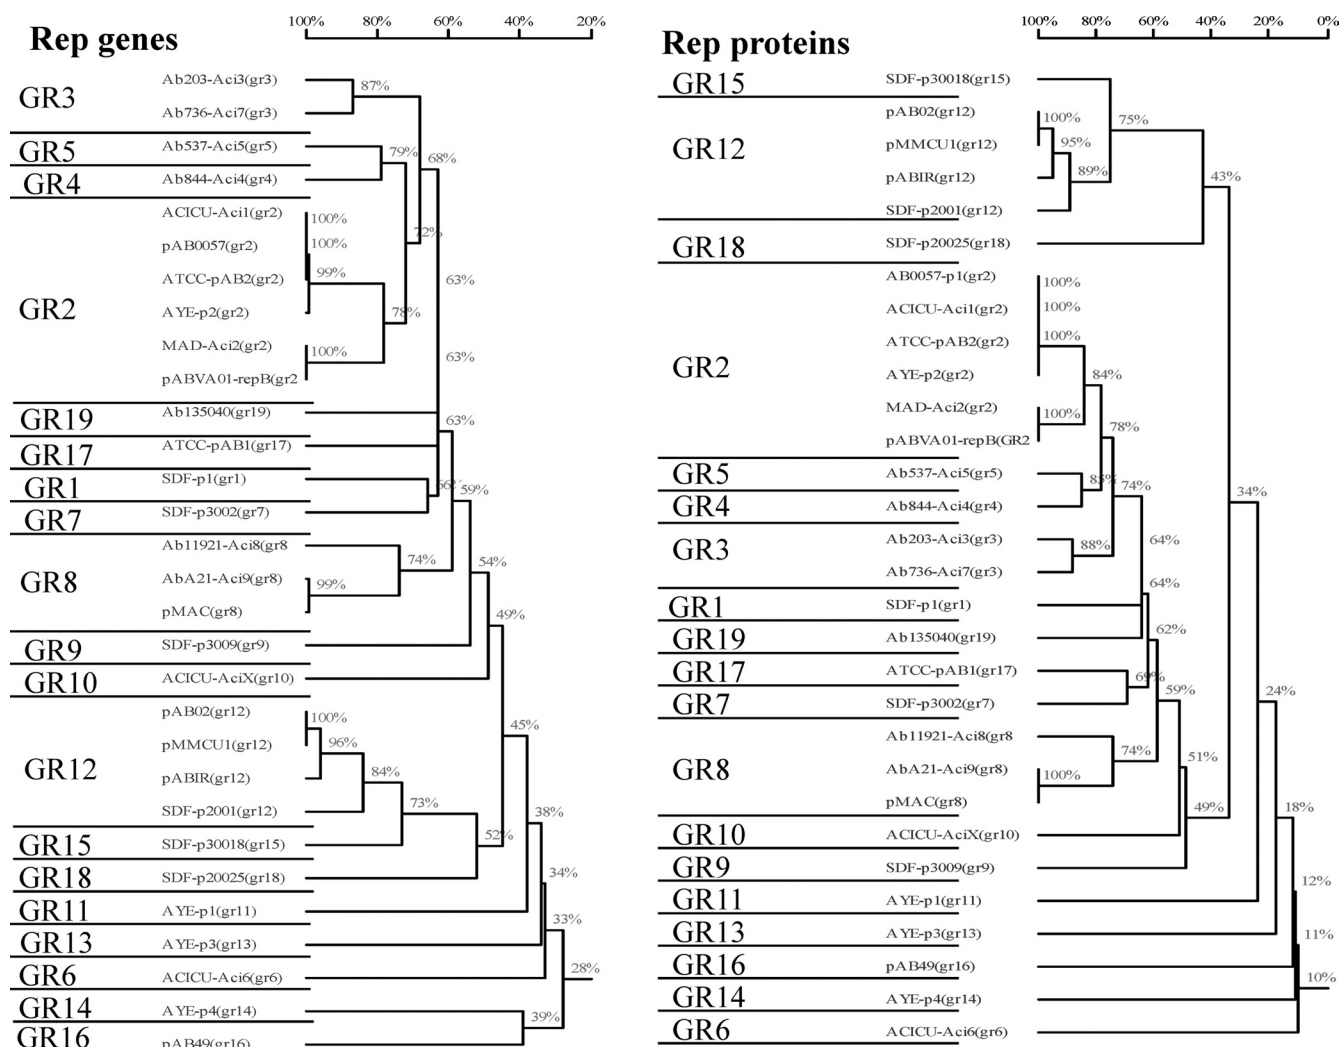 Rep genes
100% 80% 60% 40% 20%
GR3
Ab203-Aci3(gr3)
87%
Ab736-Aci7(gr3)
GR5
Ab537-Aci5(gr5)
79%
68%
GR4
Ab844-Aci4(gr4)
GR2
ACICU-Aci1(gr2)
100%
72%
pAB0057(gr2)
100%
ATCC-pAB2(gr2)
99%
63%
AYE-p2(gr2)
78%
MAD-Aci2(gr2)
100%
63%
pABVA01-repB(gr2
GR19
Ab135040(gr19)
63%
GR17
ATCC-pAB1(gr17)
GR1
SDF-p1(gr1)
66%
59%
GR7
SDF-p3002(gr7)
GR8
Ab11921-Aci8(gr8
74%
54%
AbA21-Aci9(gr8)
99%
pMAC(gr8)
49%
GR9
SDF-p3009(gr9)
GR10
ACICU-AciX(gr10)
GR12
pAB02(gr12)
100%
45%
pMMCU1(gr12)
96%
pABIR(gr12)
84%
SDF-p2001(gr12)
73%
38%
GR15
SDF-p30018(gr15)
52%
GR18
SDF-p20025(gr18)
34%
GR11
AYE-p1(gr11)
33%
GR13
AYE-p3(gr13)
GR6
ACICU-Aci6(gr6)
28%
GR14
AYE-p4(gr14)
39%
GR16
pAB49(gr16)
Rep proteins
100% 80% 60% 40% 20% 0%
GR15
SDF-p30018(gr15)
GR12
pAB02(gr12)
100%
75%
pMMCU1(gr12)
95%
pABIR(gr12)
89%
43%
SDF-p2001(gr12)
GR18
SDF-p20025(gr18)
GR2
AB0057-p1(gr2)
100%
ACICU-Aci1(gr2)
100%
ATCC-pAB2(gr2)
100%
AYE-p2(gr2)
84%
MAD-Aci2(gr2)
100%
78%
pABVA01-repB(GR2
GR5
Ab537-Aci5(gr5)
85%
74%
34%
GR4
Ab844-Aci4(gr4)
GR3
Ab203-Aci3(gr3)
88%
64%
Ab736-Aci7(gr3)
64%
GR1
SDF-p1(gr1)
62%
GR19
Ab135040(gr19)
GR17
ATCC-pAB1(gr17)
69%
59%
24%
GR7
SDF-p3002(gr7)
GR8
Ab11921-Aci8(gr8
74%
51%
AbA21-Aci9(gr8)
100%
pMAC(gr8)
49%
18%
GR10
ACICU-AciX(gr10)
GR9
SDF-p3009(gr9)
12%
GR11
AYE-p1(gr11)
GR13
AYE-p3(gr13)
11%
GR16
pAB49(gr16)
10%
GR14
AYE-p4(gr14)
GR6
ACICU-Aci6(gr6)